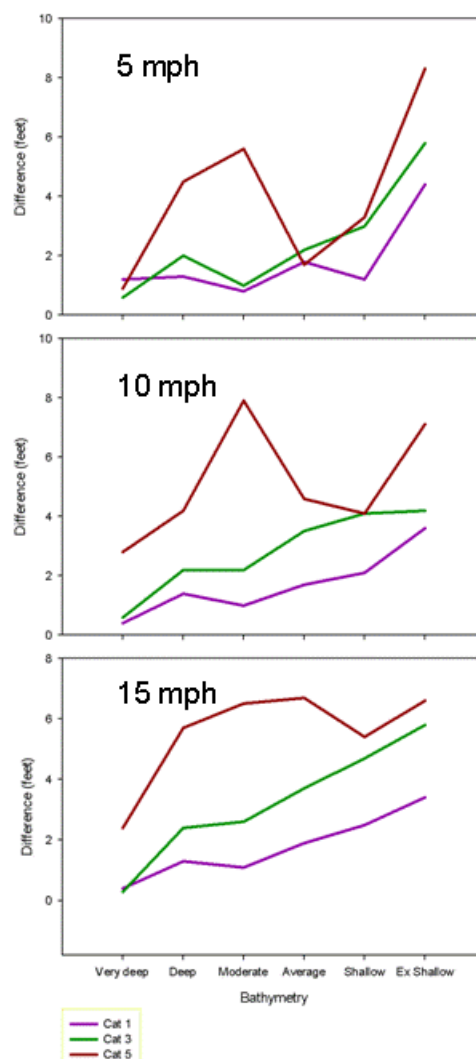 10
5 mph
8
6
Difference (feet)
4
2
0
10
10 mph
8
6
Difference (feet)
4
2
0
8
15 mph
6
4
Difference (feet)
2
0
Very deep Deep Moderate Average Shallow Ex Shallow
Bathymetry
Cat 1
Cat 3
Cat 5